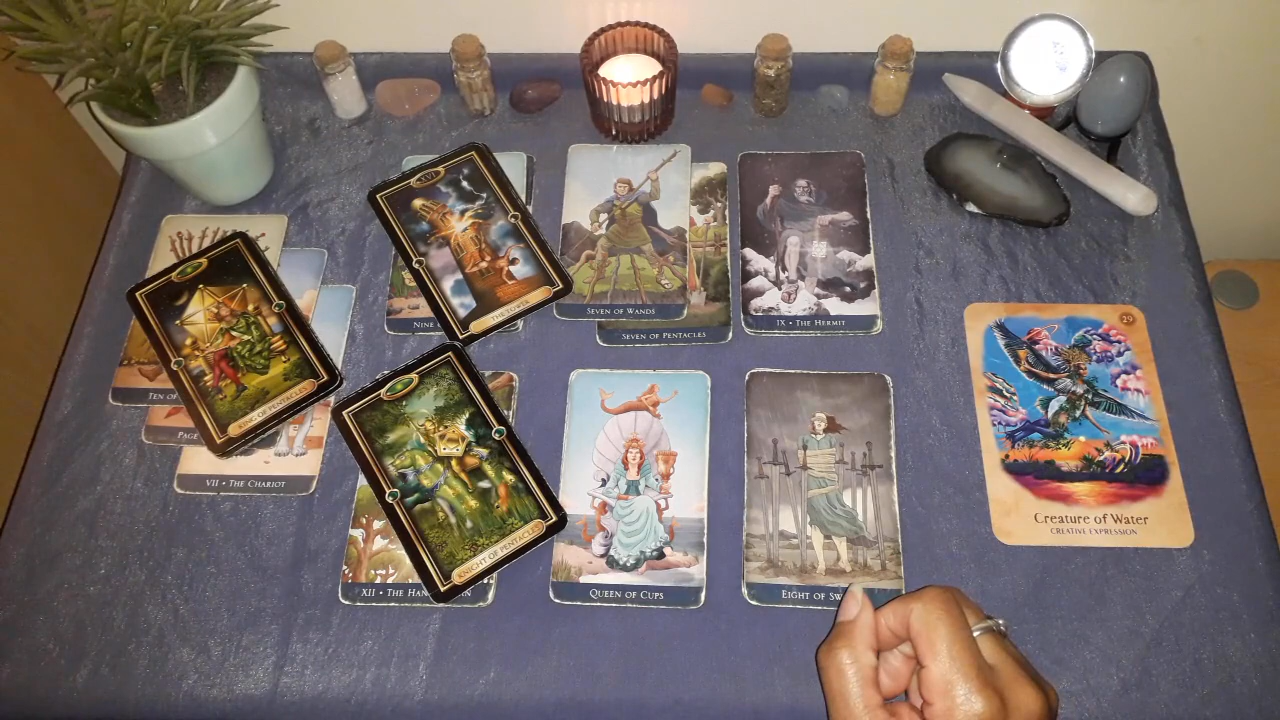 XVI
THE TOWER
NINE
SEVEN OF WANDS
SEVEN OF PENTACLES
IX • THE HERMIT
KING OF PENTACLES
TEN OF
PAGE
VII • THE CHARIOT
KNIGHT OF PENTACLES
XII • THE HAN
QUEEN OF CUPS
EIGHT OF SW
29
Creature of Water
CREATIVE EXPRESSION